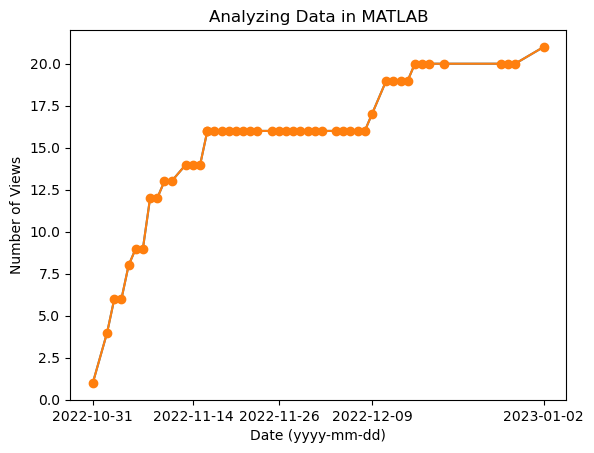 Analyzing Data in MATLAB
Number of Views
20.0
17.5
15.0
12.5
10.0
7.5
5.0
2.5
0.0
2022-10-31 2022-11-14 2022-11-26 2022-12-09 2023-01-02
Date (yyyy-mm-dd)